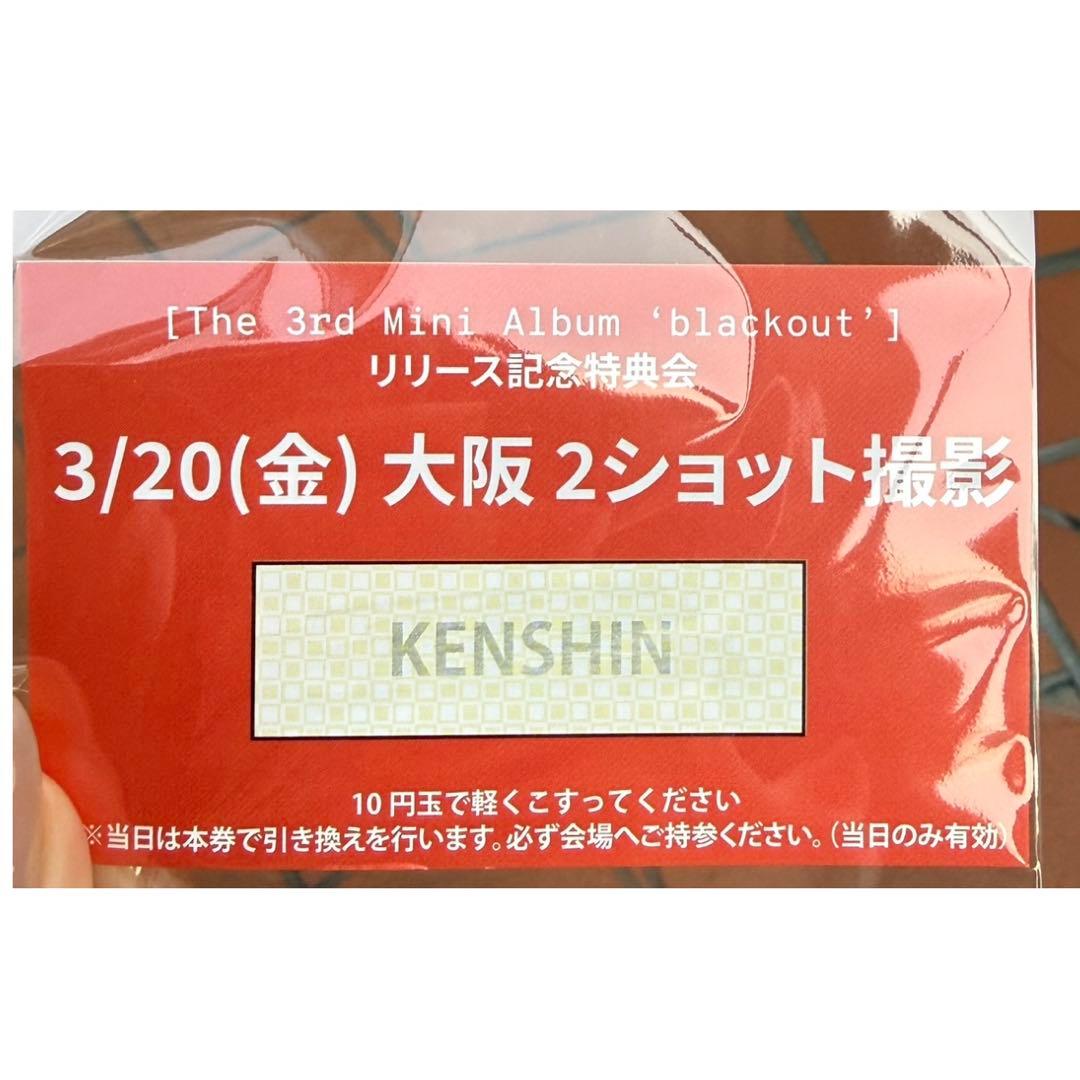 [The 3rd Mini Album ‘blackout’]
リリース記念特典会
3/20(金) 大阪 2ショット撮影
KENSHIN
10円玉で軽くこすってください
※当日は本券で引き換えを行います。必ず会場へご持参ください。(当日のみ有効)